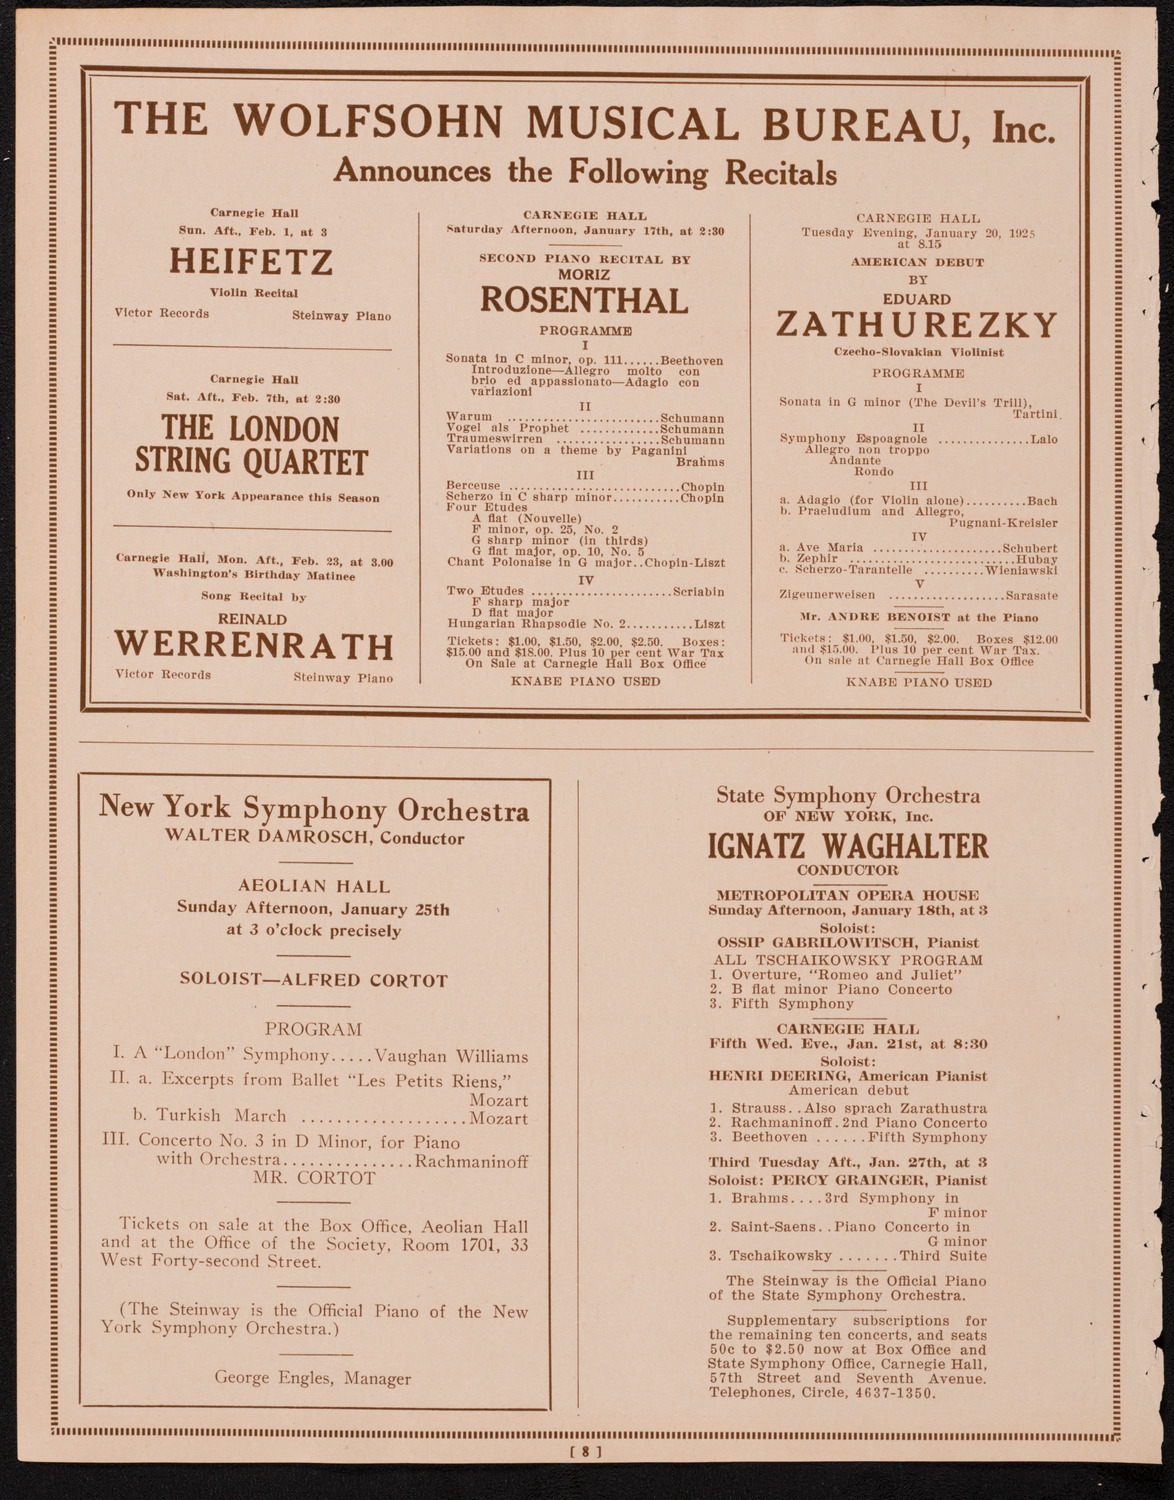 THE WOLFSOHN MUSICAL BUREAU, Inc.
Announces the Following Recitals
Carnegie Hall
Sun. Aft., Feb. 1, at 3
HEIFETZ
Violin Recital
Victor Records Steinway Piano
Carnegie Hall
Sat. Aft., Feb. 7th, at 2:30
THE LONDON
STRING QUARTET
Only New York Appearance this Season
Carnegie Hall, Mon. Aft., Feb. 23, at 3.00
Washington's Birthday Matinee
Song Recital by
REINALD
WERRENRATH
Victor Records Steinway Piano
CARNEGIE HALL
Saturday Afternoon, January 17th, at 2:30
SECOND PIANO RECITAL BY
MORIZ
ROSENTHAL
PROGRAMME
I
Sonata in C minor, op. 111......Beethoven
Introduzione—Allegro molto con
brio ed appassionato—Adagio con
variazioni
II
Warum ......................Schumann
Vogel als Prophet ............Schumann
Traumeswirren ...............Schumann
Variations on a theme by Paganini
Brahms
III
Berceuse .........................Chopin
Scherzo in C sharp minor..........Chopin
Four Etudes
A flat (Nouvelle)
F minor, op. 25, No. 2
G sharp minor (in thirds)
G flat major, op. 10, No. 5
Chant Polonaise in G major..Chopin-Liszt
IV
Two Etudes .....................Scriabin
F sharp major
D flat major
Hungarian Rhapsodie No. 2..........Liszt
Tickets: $1.00, $1.50, $2.00, $2.50. Boxes:
$15.00 and $18.00. Plus 10 per cent War Tax
On Sale at Carnegie Hall Box Office
KNABE PIANO USED
CARNEGIE HALL
Tuesday Evening, January 20, 1925
at 8.15
AMERICAN DEBUT
BY
EDUARD
ZATHUREZKY
Czecho-Slovakian Violinist
PROGRAMME
I
Sonata in G minor (The Devil's Trill),
Tartini.
II
Symphony Espoagnole ..............Lalo
Allegro non troppo
Andante
Rondo
III
a. Adagio (for Violin alone)..........Bach
b. Praeludium and Allegro,
Pugnani-Kreisler
IV
a. Ave Maria ...................Schubert
b. Zephir ........................Hubay
c. Scherzo-Tarantelle ..........Wieniawski
V
Zigeunerweisen .................Sarasate
Mr. ANDRE BENOIST at the Piano
Tickets: $1.00, $1.50, $2.00. Boxes $12.00
and $15.00. Plus 10 per cent War Tax.
On sale at Carnegie Hall Box Office
KNABE PIANO USED
New York Symphony Orchestra
WALTER DAMROSCH, Conductor
AEOLIAN HALL
Sunday Afternoon, January 25th
at 3 o'clock precisely
SOLOIST—ALFRED CORTOT
PROGRAM
I. A "London" Symphony.....Vaughan Williams
II. a. Excerpts from Ballet "Les Petits Riens,"
Mozart
b. Turkish March ...................Mozart
III. Concerto No. 3 in D Minor, for Piano
with Orchestra...............Rachmaninoff
MR. CORTOT
Tickets on sale at the Box Office, Aeolian Hall
and at the Office of the Society, Room 1701, 33
West Forty-second Street.
(The Steinway is the Official Piano of the New
York Symphony Orchestra.)
George Engles, Manager
State Symphony Orchestra
OF NEW YORK, Inc.
IGNATZ WAGHALTER
CONDUCTOR
METROPOLITAN OPERA HOUSE
Sunday Afternoon, January 18th, at 3
Soloist:
OSSIP GABRILOWITSCH, Pianist
ALL TSCHAIKOWSKY PROGRAM
1. Overture, "Romeo and Juliet"
2. B flat minor Piano Concerto
3. Fifth Symphony
CARNEGIE HALL
Fifth Wed. Eve., Jan. 21st, at 8:30
Soloist:
HENRI DEERING, American Pianist
American debut
1. Strauss..Also sprach Zarathustra
2. Rachmaninoff.2nd Piano Concerto
3. Beethoven ......Fifth Symphony
Third Tuesday Aft., Jan. 27th, at 3
Soloist: PERCY GRAINGER, Pianist
1. Brahms....3rd Symphony in
F minor
2. Saint-Saens..Piano Concerto in
G minor
3. Tschaikowsky .......Third Suite
The Steinway is the Official Piano
of the State Symphony Orchestra.
Supplementary subscriptions for
the remaining ten concerts, and seats
50c to $2.50 now at Box Office and
State Symphony Office, Carnegie Hall,
57th Street and Seventh Avenue.
Telephones, Circle, 4637-1350.
[ 8 ]